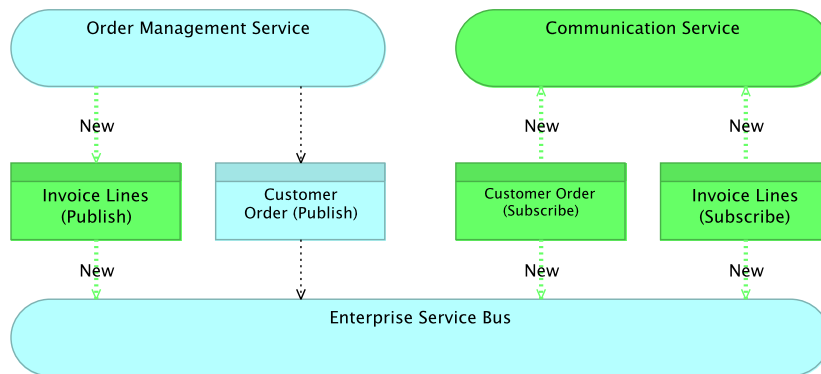 Order Management Service
Communication Service
New
New
New
Invoice Lines
(Publish)
Customer
Order (Publish)
Customer Order
(Subscribe)
Invoice Lines
(Subscribe)
New
New
New
Enterprise Service Bus